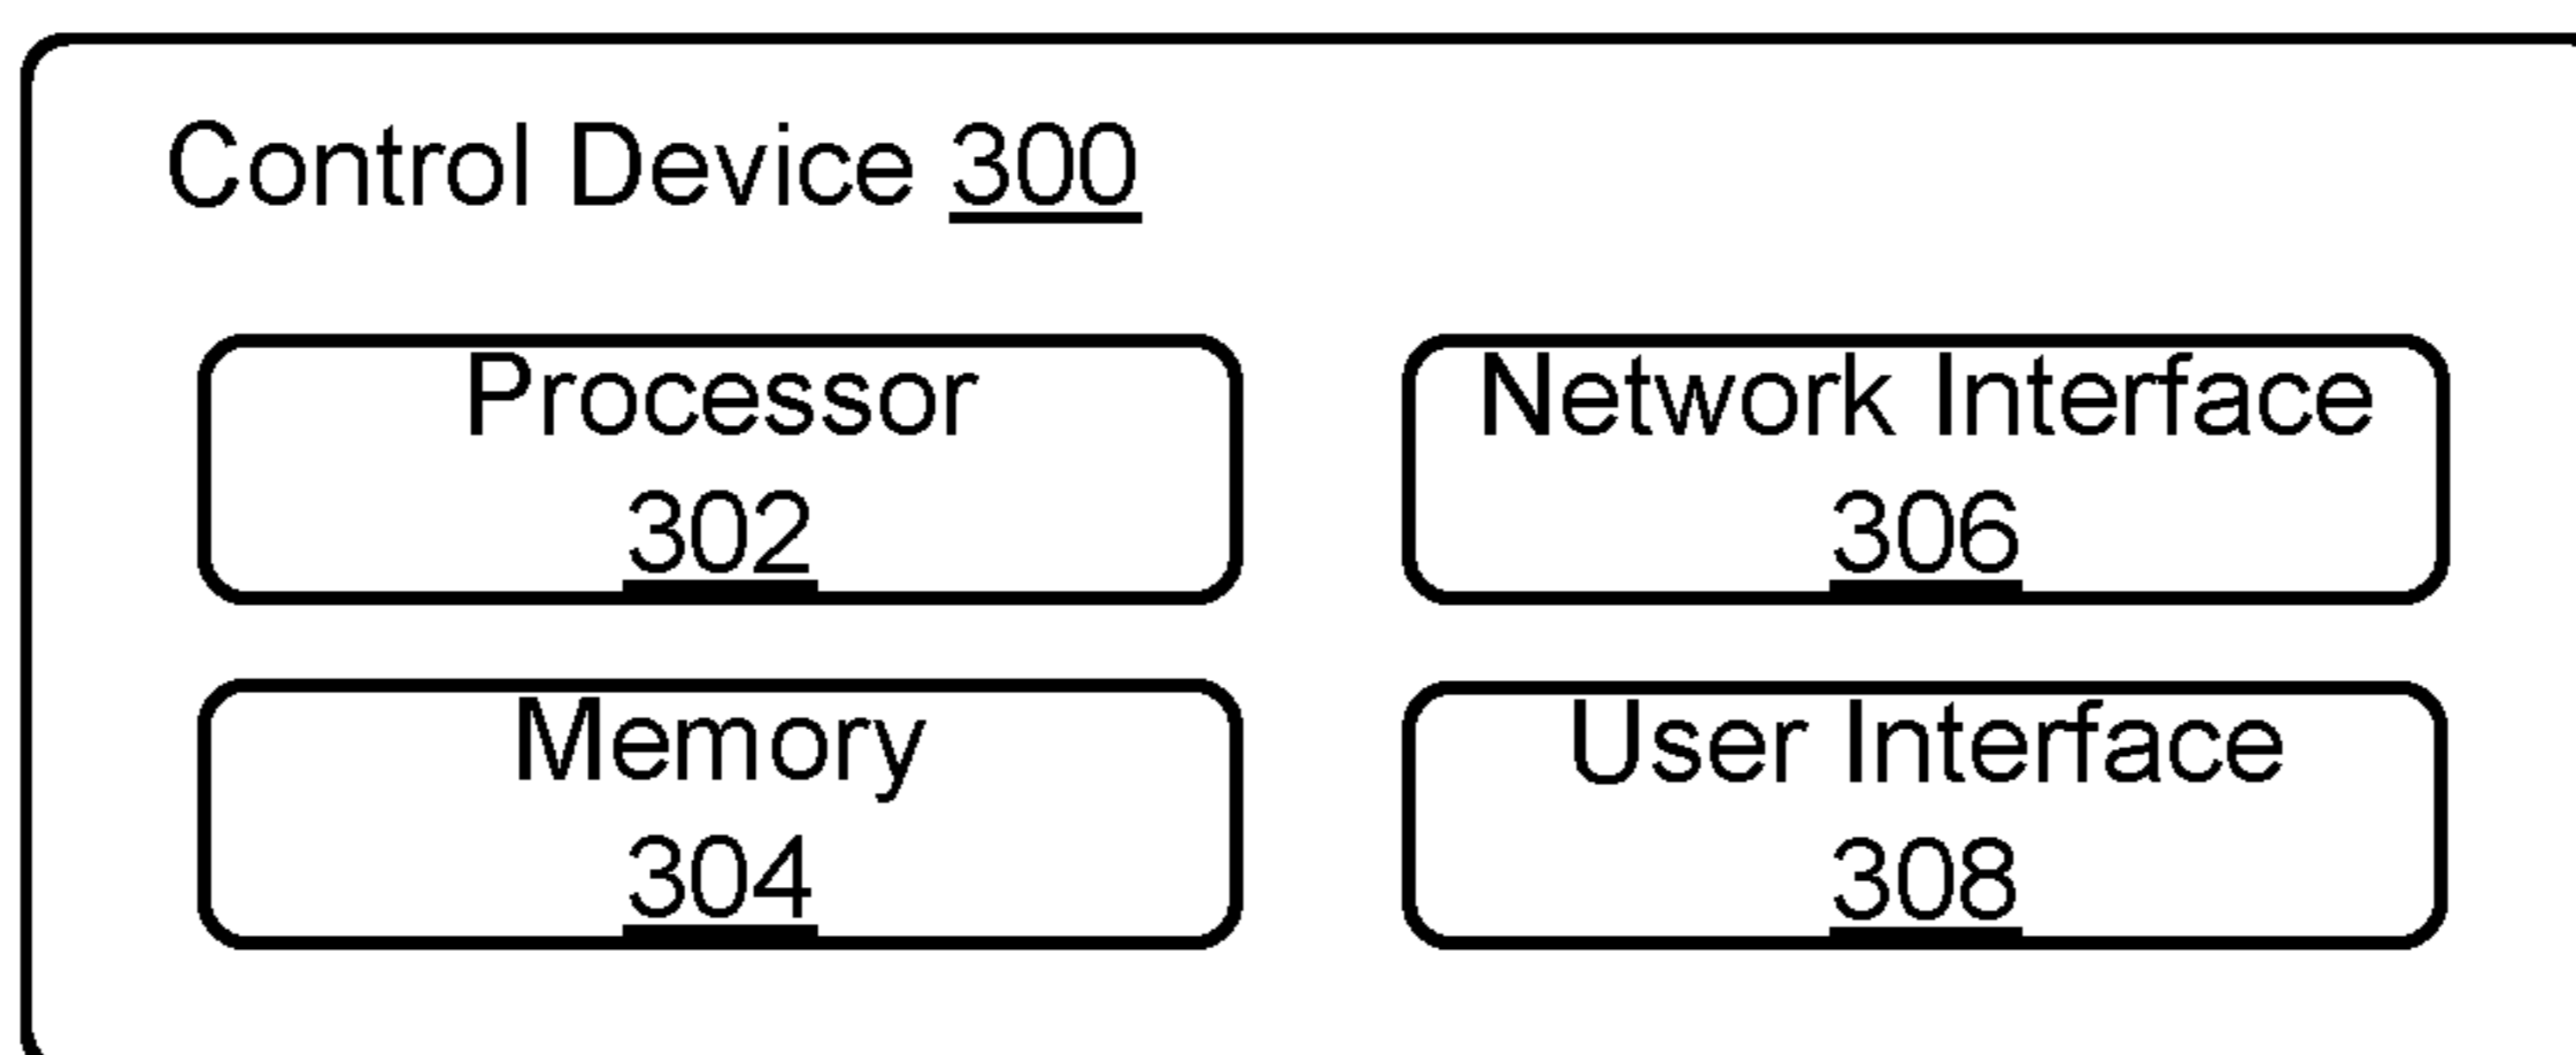 Control Device 300
Processor
302
Network Interface
306
Memory
304
User Interface
308